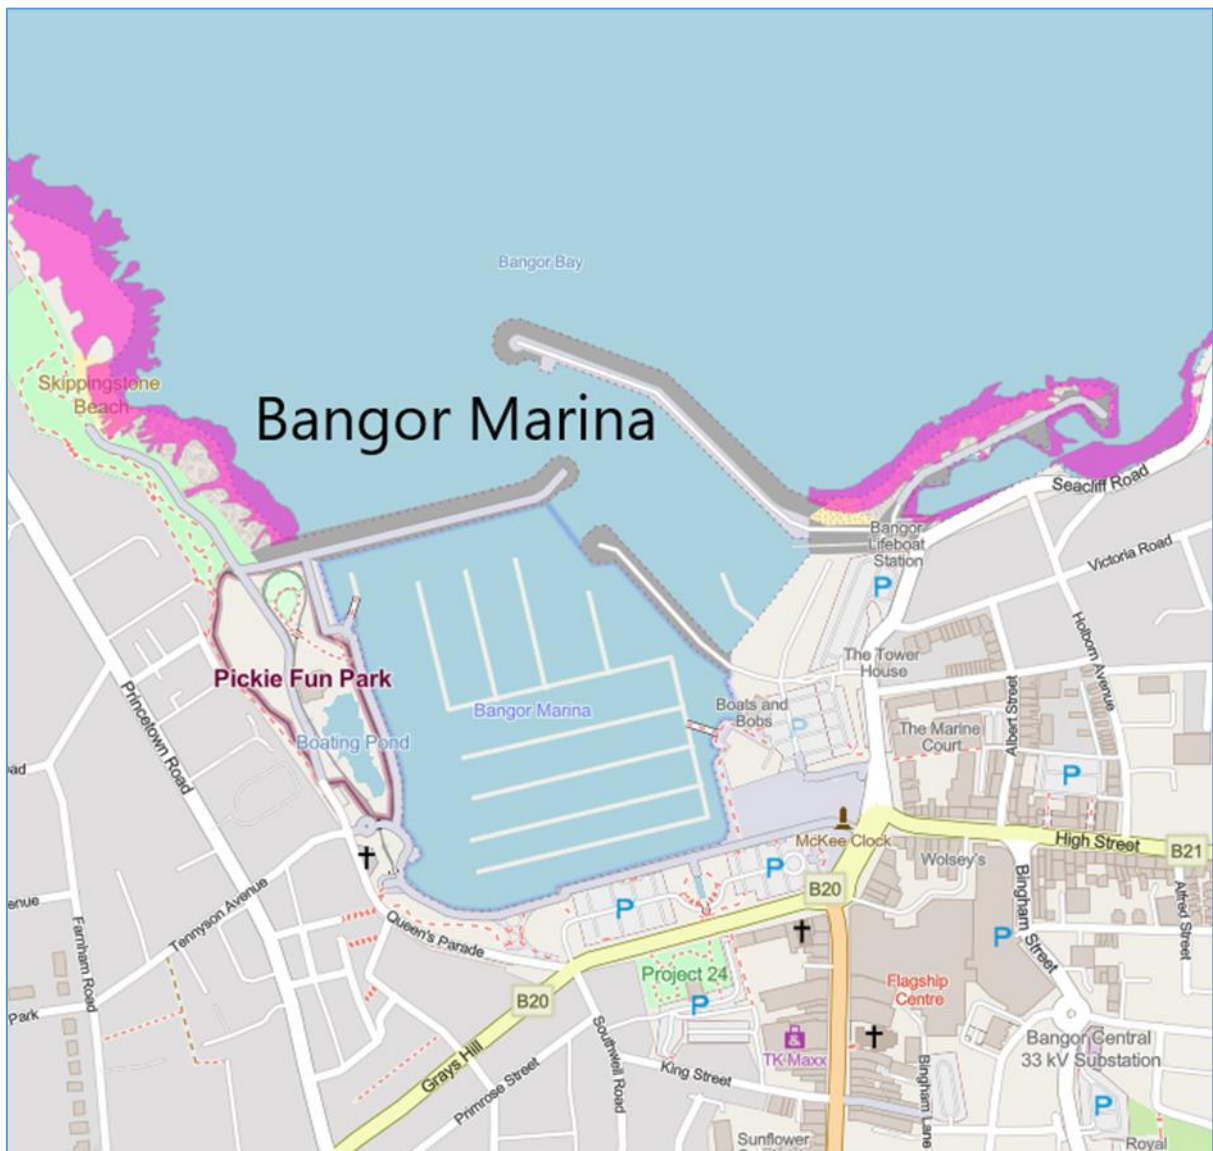 Bangor Bay
Skippingstone
Beach
Bangor Marina
Seacliff Road
Bangor
Lifeboat
Station
Victoria Road
P
Holborn Avenue
The Tower
House
Pickie Fun Park
Princetown Road
Bangor Marina
Boats and
Bobs
P
Albert Street
The Marine
Court
Boating Pond
oad
P
McKee Clock
High Street
B21
Wolsey's
P
B20
Bingham Street
Alfred Street
enue
Tennyson Avenue
Farnham Road
P
Queen's Parade
P
Project 24
Flagship
Centre
B20
P
Park
Southwell Road
TK Maxx
Bangor Central
33 kV Substation
Grays Hill
Primrose Street
King Street
Bingham Lane
P
Sunflower
Royal